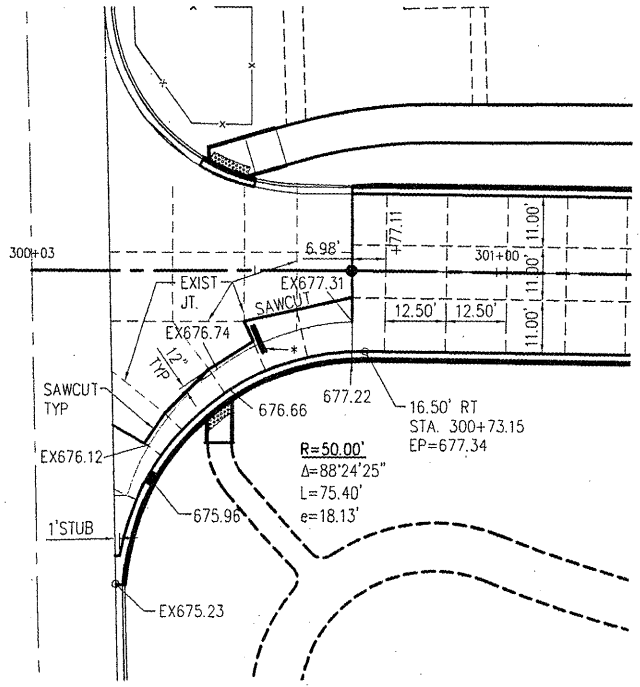 300+03
6.98'
+77.11
11.00'
11.00'
11.00'
301+00
EXIST
JT.
EX677.31
SAWCUT
EX676.74
12.50'
12.50'
12"
TYP
*
SAWCUT
TYP
676.66
677.22
16.50' RT
STA. 300+73.15
EP=677.34
EX676.12
R=50.00'
Δ=88°24'25"
L=75.40'
e=18.13'
675.96
1'STUB
EX675.23